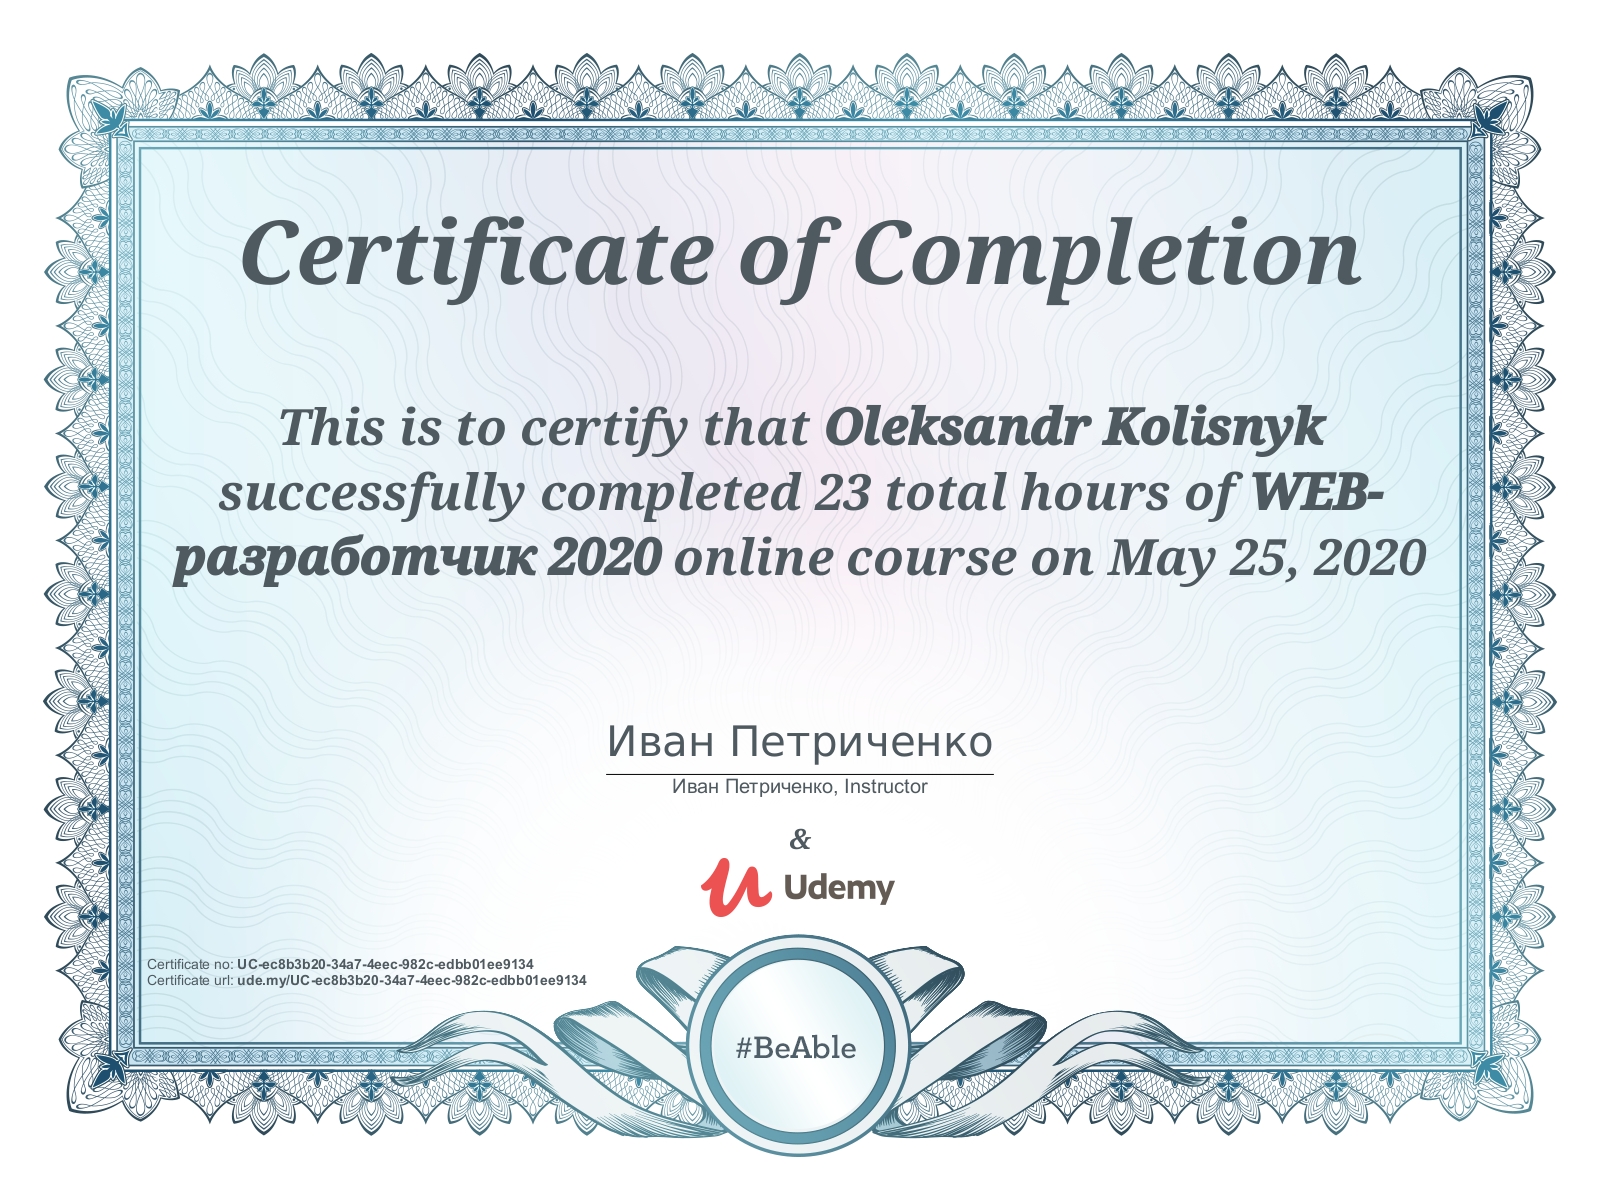 Certificate of Completion
This is to certify that Oleksandr Kolisnyk
successfully completed 23 total hours of WEB-
разработчик 2020 online course on May 25, 2020
Иван Петриченко
Иван Петриченко, Instructor
&
Udemy
Certificate no: UC-ec8b3b20-34a7-4eec-982c-edbb01ee9134
Certificate url: ude.my/UC-ec8b3b20-34a7-4eec-982c-edbb01ee9134
#BeAble